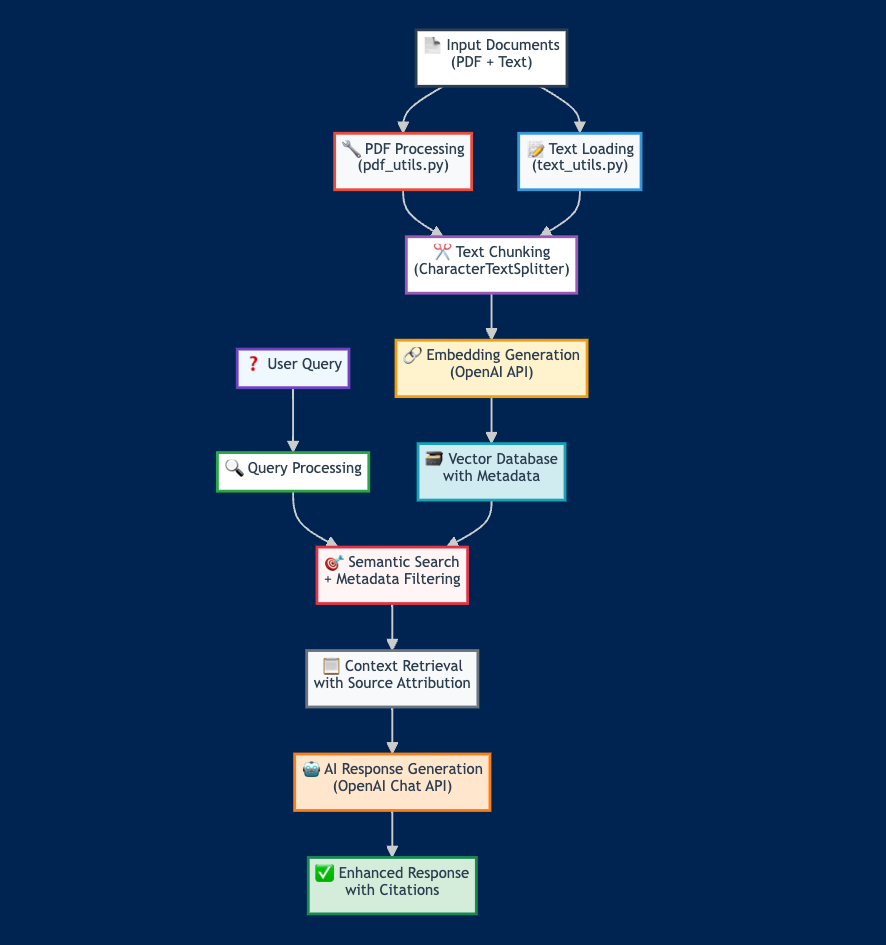 Input Documents
(PDF + Text)
PDF Processing
(pdf_utils.py)
Text Loading
(text_utils.py)
Text Chunking
(CharacterTextSplitter)
Embedding Generation
(OpenAI API)
User Query
Query Processing
Vector Database
with Metadata
Semantic Search
+ Metadata Filtering
Context Retrieval
with Source Attribution
AI Response Generation
(OpenAI Chat API)
Enhanced Response
with Citations